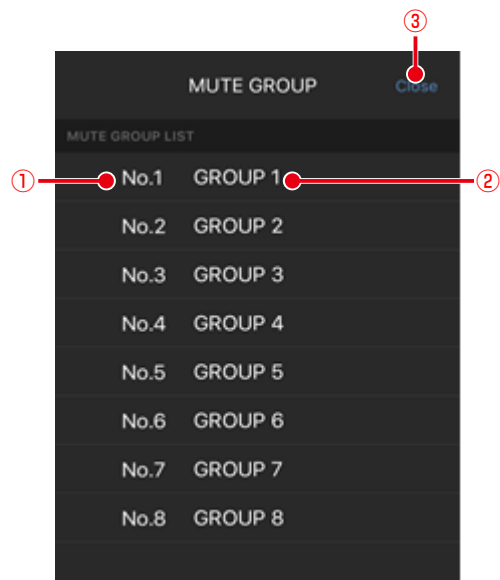 ③
MUTE GROUP Close
MUTE GROUP LIST
① No.1 GROUP 1 ②
No.2 GROUP 2
No.3 GROUP 3
No.4 GROUP 4
No.5 GROUP 5
No.6 GROUP 6
No.7 GROUP 7
No.8 GROUP 8